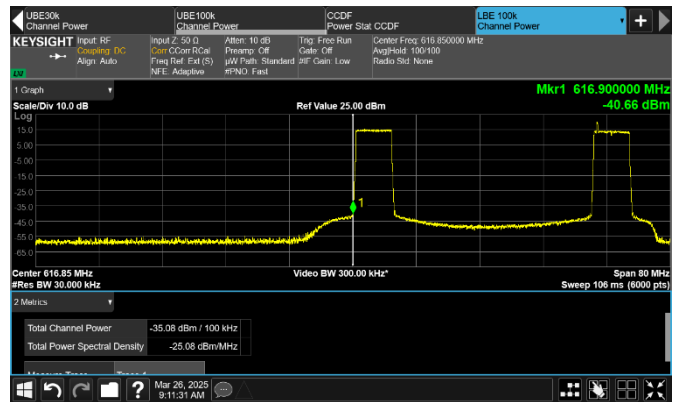 UBE30k
Channel Power
UBE100k
Channel Power
CCDF
Power Stat CCDF
LBE 100k
Channel Power
KEYSIGHT
Input: RF
Coupling: DC
Align: Auto
Input Z: 50 Ω
Corr CCorr RCal
Freq Ref: Ext (S)
NFE: Adaptive
Atten: 10 dB
Preamp: Off
µW Path: Standard
#PNO: Fast
Trig: Free Run
Gate: Off
#IF Gain: Low
Center Freq: 616.850000 MHz
Avg|Hold: 100/100
Radio Std: None
LXI
1 Graph
Scale/Div 10.0 dB
Ref Value 25.00 dBm
Mkr1 616.900000 MHz
-40.66 dBm
Log
15.0
5.00
-5.00
-15.0
-25.0
-35.0
-45.0
-55.0
-65.0
1
Center 616.85 MHz
#Res BW 30.000 kHz
Video BW 300.00 kHz*
Span 80 MHz
Sweep 106 ms (6000 pts)
2 Metrics
Total Channel Power -35.08 dBm / 100 kHz
Total Power Spectral Density -25.08 dBm/MHz
Mar 26, 2025
9:11:31 AM